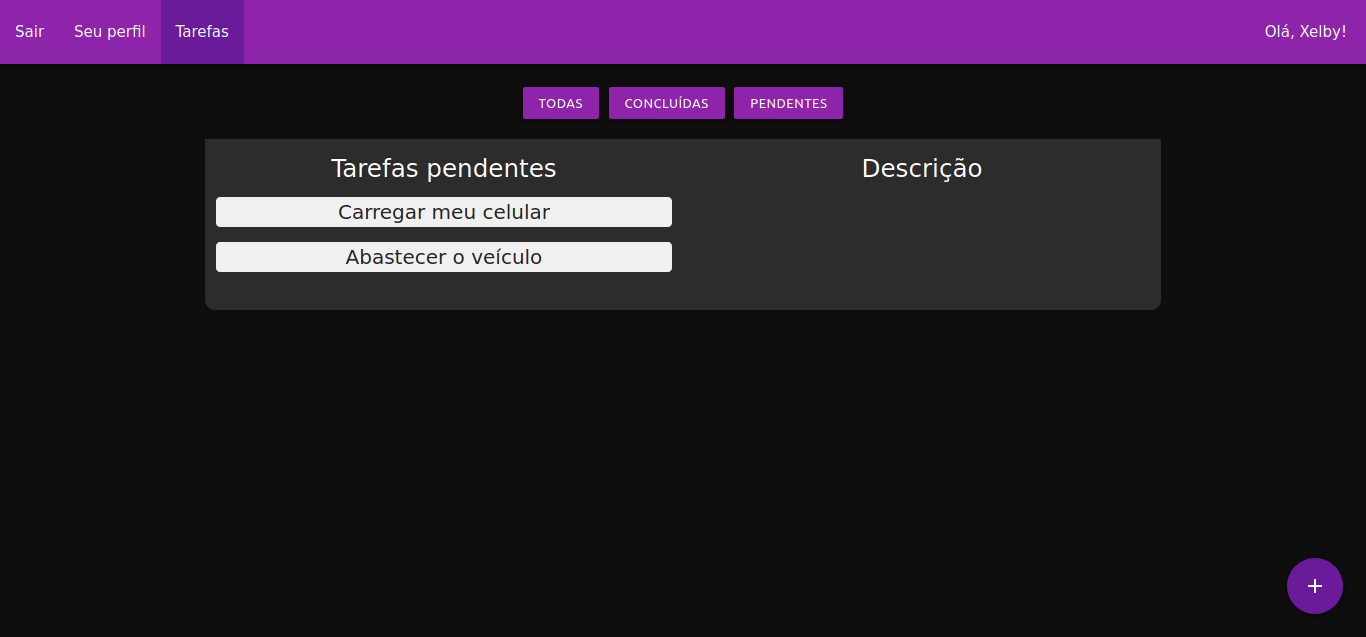 Sair Seu perfil Tarefas Olá, Xelby!
TODAS CONCLUÍDAS PENDENTES
Tarefas pendentes Descrição
Carregar meu celular
Abastecer o veículo
+